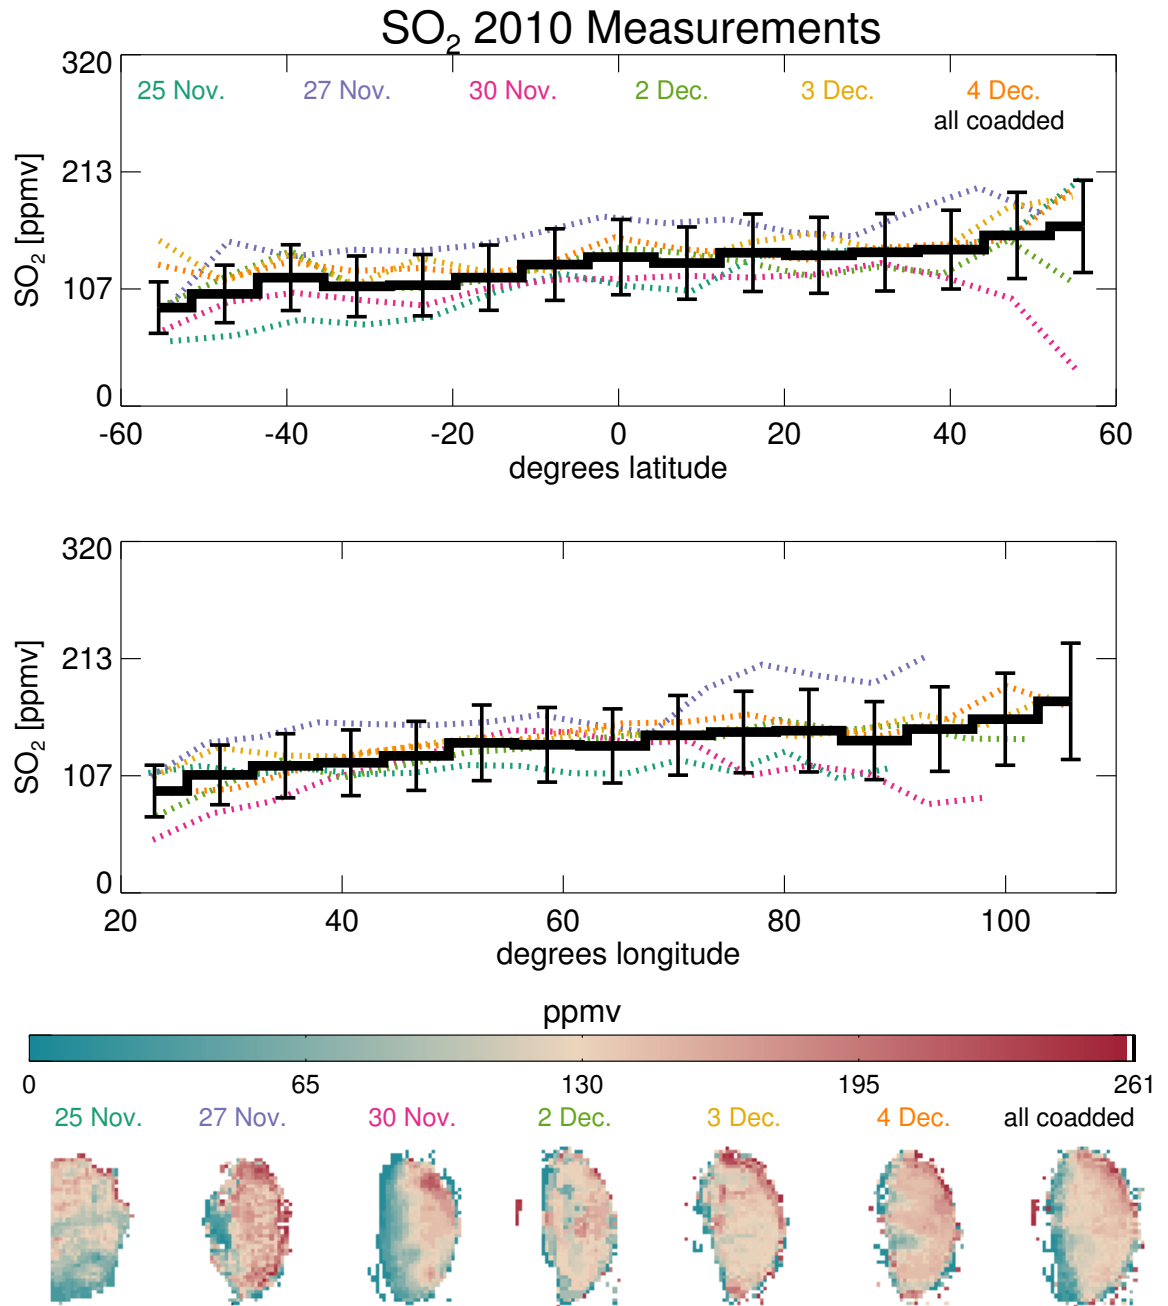 SO₂ 2010 Measurements
320
25 Nov. 27 Nov. 30 Nov. 2 Dec. 3 Dec. 4 Dec.
all coadded
213
SO₂ [ppmv]
107
0
-60 -40 -20 0 20 40 60
degrees latitude
320
213
SO₂ [ppmv]
107
0
20 40 60 80 100
degrees longitude
ppmv
0 65 130 195 261
25 Nov. 27 Nov. 30 Nov. 2 Dec. 3 Dec. 4 Dec. all coadded